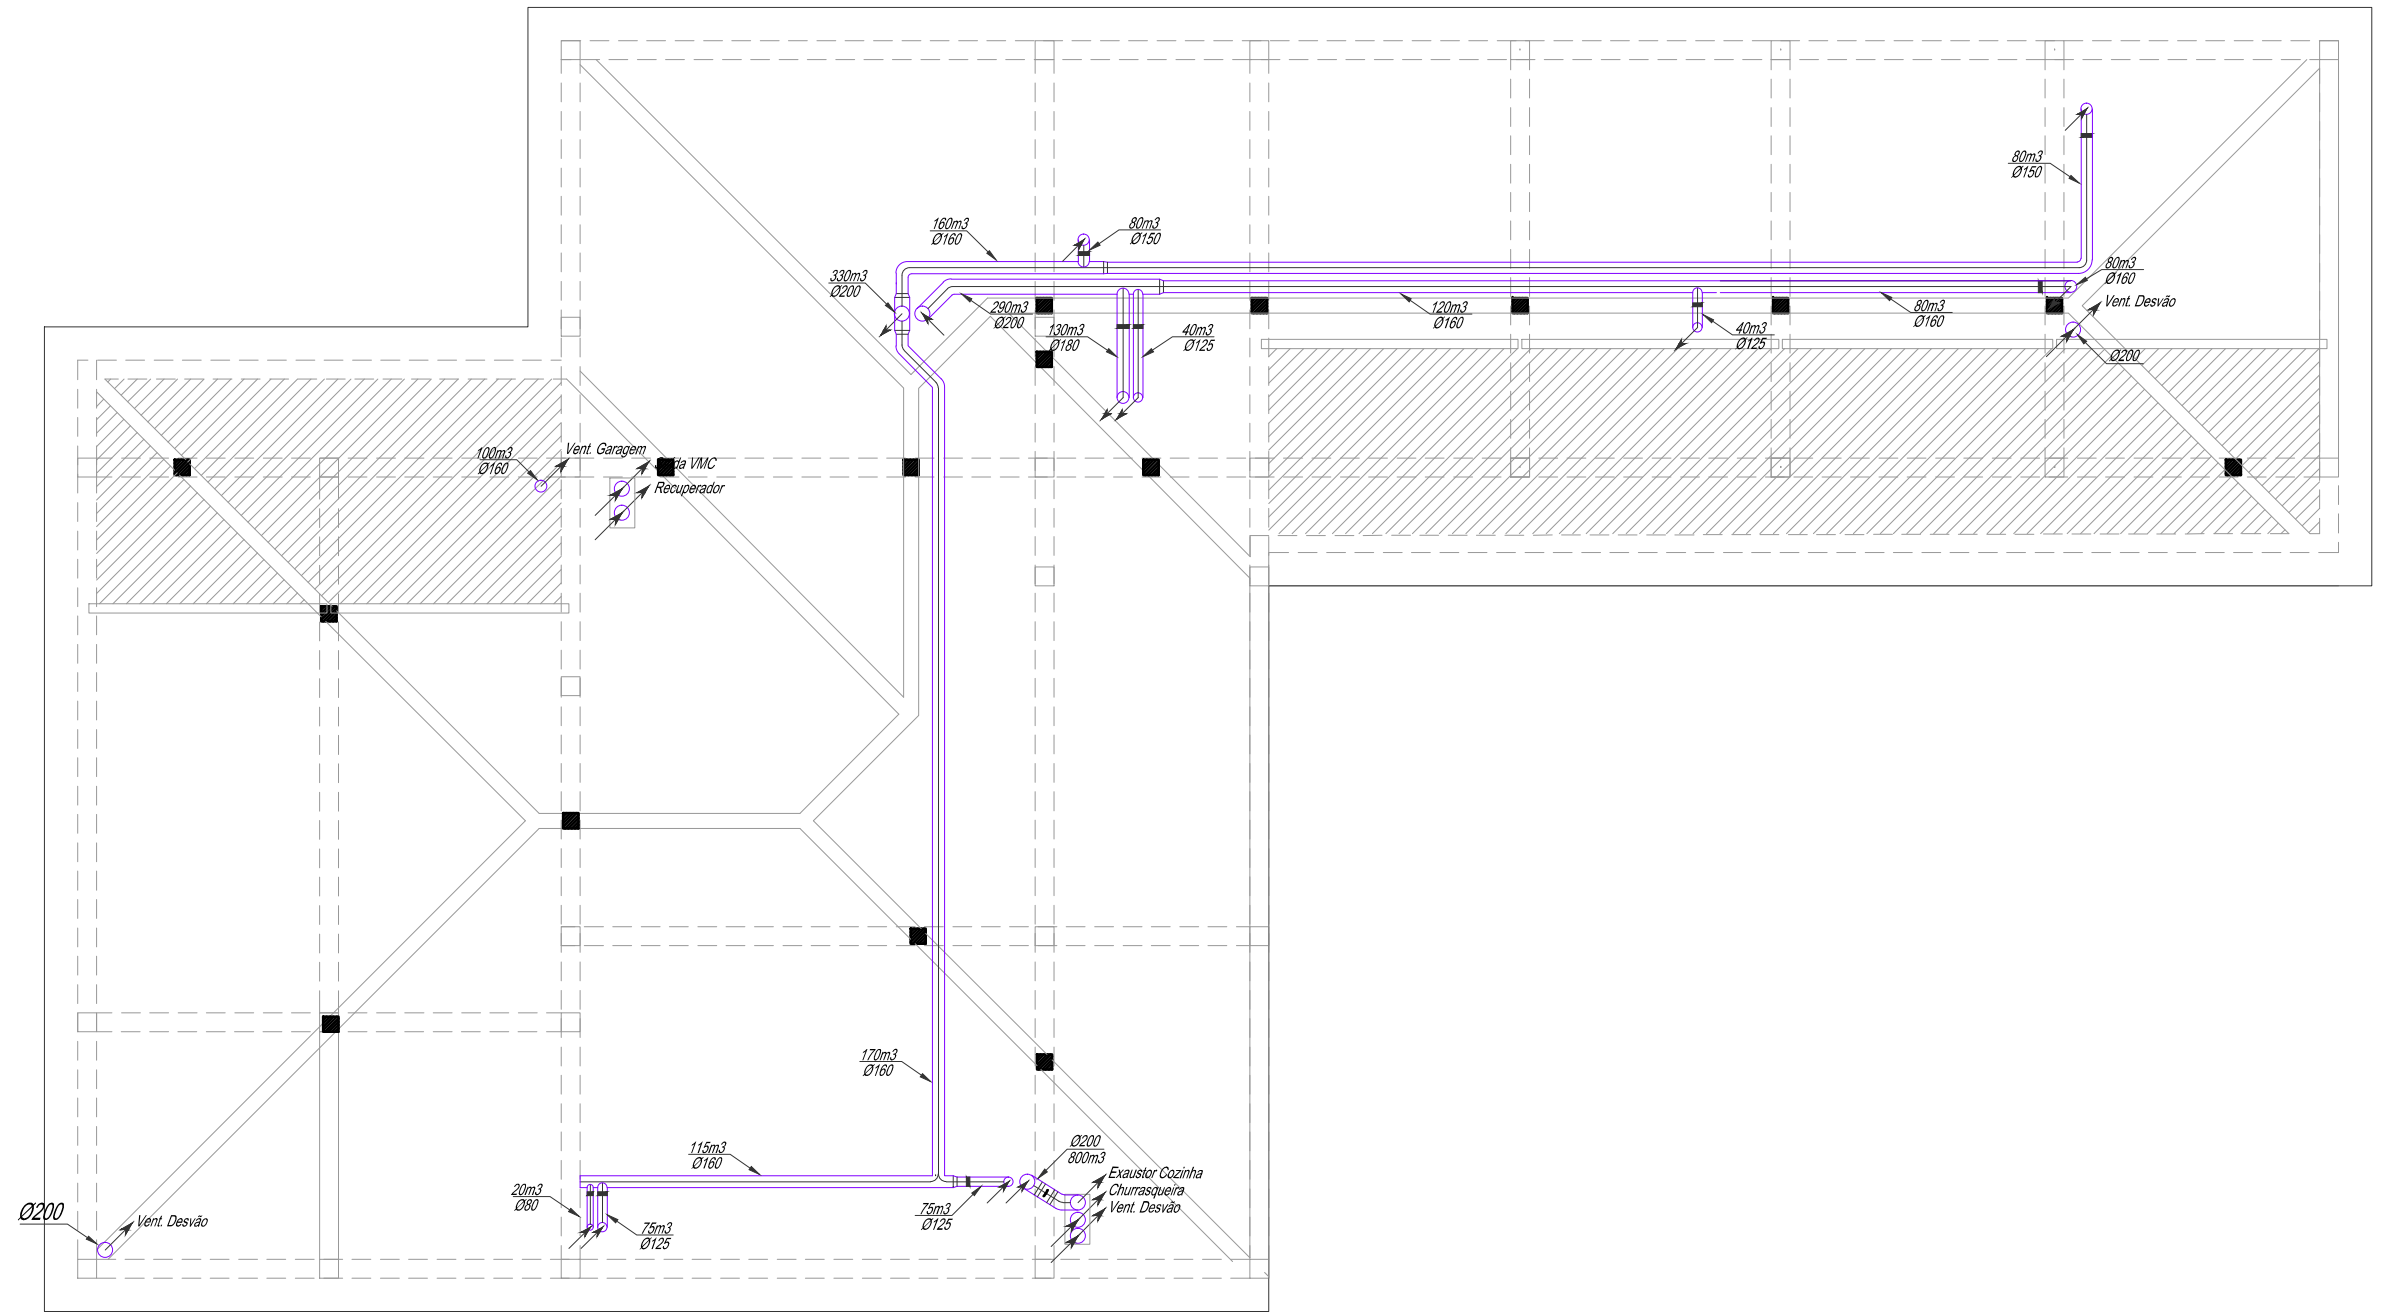 80m3
Ø150
160m3
Ø160
80m3
Ø150
330m3
Ø200
80m3
Ø160
Vent. Desvão
290m3
Ø200
120m3
Ø160
80m3
Ø160
130m3
Ø180
40m3
Ø125
40m3
Ø125
Ø200
100m3
Ø160
Vent. Garagem
VMC
Recuperador
170m3
Ø160
115m3
Ø160
Ø200
800m3
Exaustor Cozinha
Churrasqueira
Vent. Desvão
20m3
Ø80
75m3
Ø125
75m3
Ø125
Ø200
Vent. Desvão